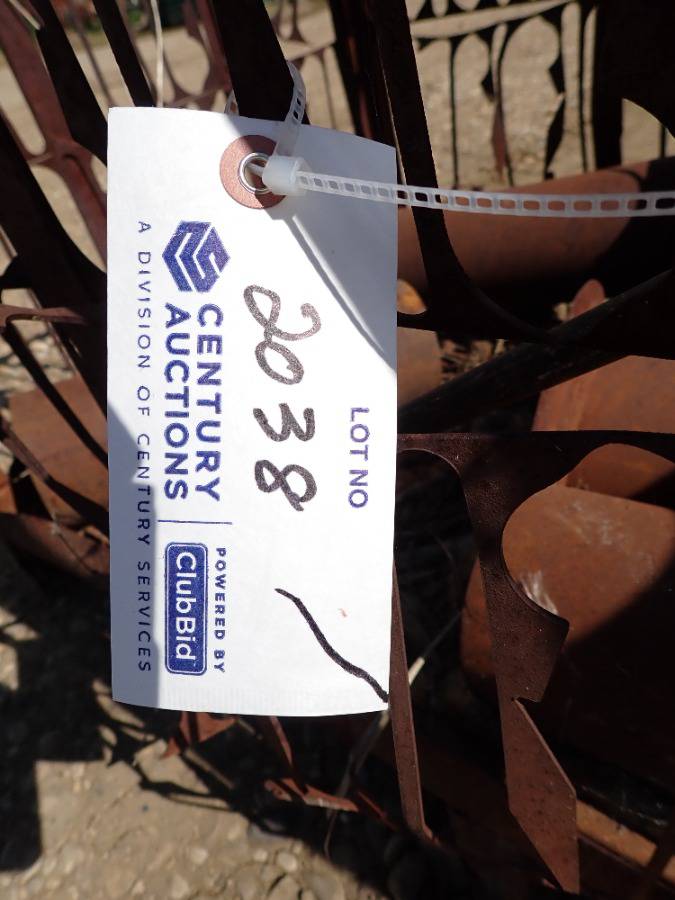 LOT NO
2038
CENTURY
AUCTIONS
POWERED BY
ClubBid
A DIVISION OF CENTURY SERVICES